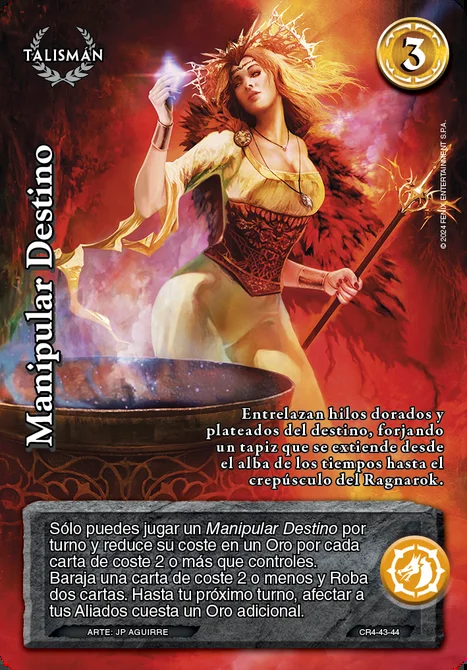 TALISMAN
3
Manipular Destino
© 2024 FENIX ENTERTAINMENT S.P.A.
Entrelazan hilos dorados y
plateados del destino, forjando
un tapiz que se extiende desde
el alba de los tiempos hasta el
crepúsculo del Ragnarok.
Sólo puedes jugar un Manipular Destino por
turno y reduce su coste en un Oro por cada
carta de coste 2 o más que controles.
Baraja una carta de coste 2 o menos y Roba
dos cartas. Hasta tu próximo turno, afectar a
tus Aliados cuesta un Oro adicional.
ARTE: JP AGUIRRE
CR4-43-44